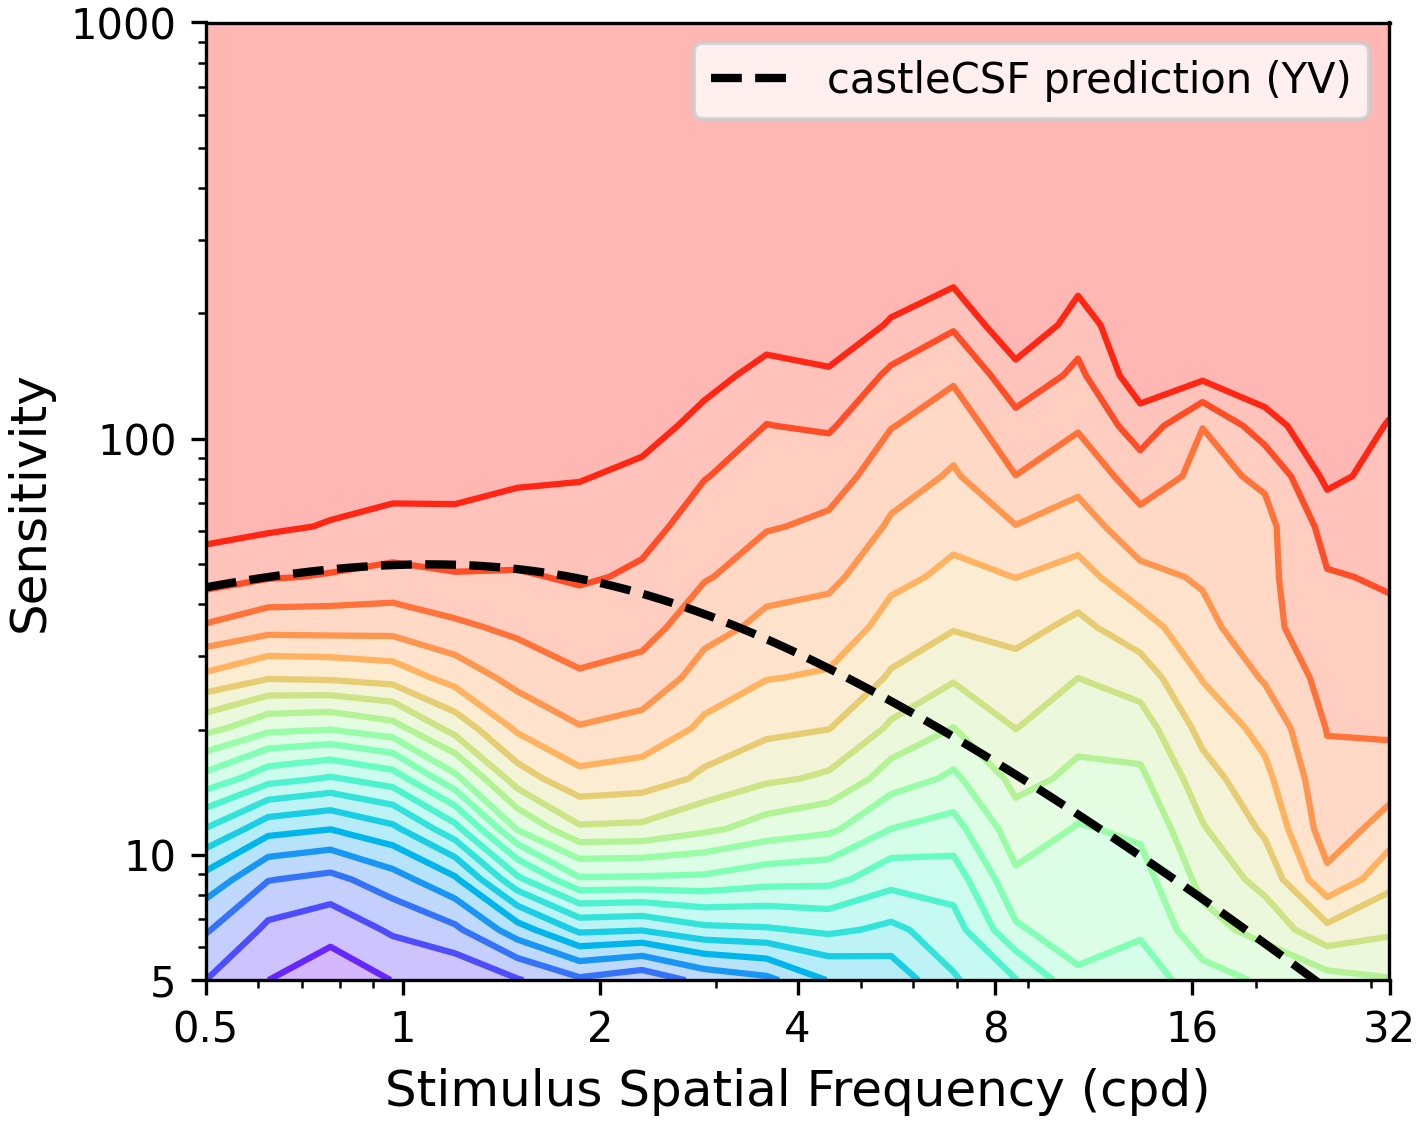 1000
castleCSF prediction (YV)
Sensitivity
100
10
5
0.5 1 2 4 8 16 32
Stimulus Spatial Frequency (cpd)